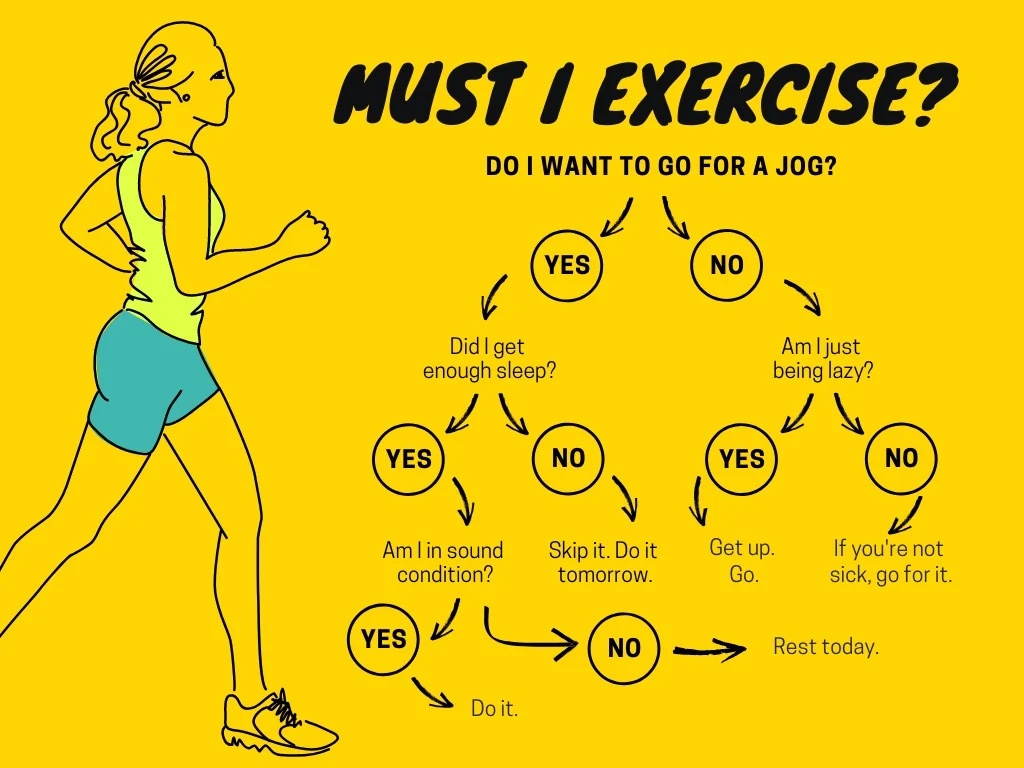 MUST I EXERCISE?
DO I WANT TO GO FOR A JOG?
YES
NO
Did I get
enough sleep?
Am I just
being lazy?
YES
NO
YES
NO
Am I in sound
condition?
Skip it. Do it
tomorrow.
Get up.
Go.
If you're not
sick, go for it.
YES
NO
Rest today.
Do it.